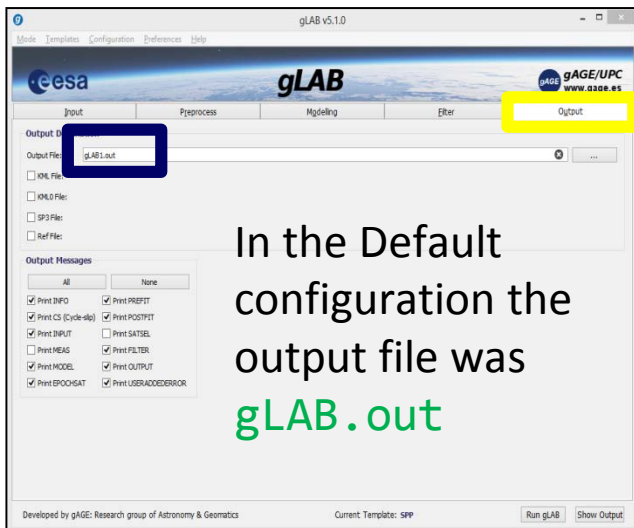 gLAB v5.1.0
Mode Templates Configuration Preferences Help
eesa
gLAB
gAGE
gAGE/UPC
www.gage.es
Input Preprocess Modeling Filter Output
Output D
Output File: gLAB1.out ...
KML File:
KML0 File:
SP3 File:
Ref File:
Output Messages
All None
Print INFO Print PREFIT
Print CS (Cycle-slip) Print POSTFIT
Print INPUT Print SATSEL
Print MEAS Print FILTER
Print MODEL Print OUTPUT
Print EPOCHSAT Print USERADDEDERROR
In the Default
configuration the
output file was
gLAB.out
Developed by gAGE: Research group of Astronomy & Geomatics Current Template: SPP Run gLAB Show Output